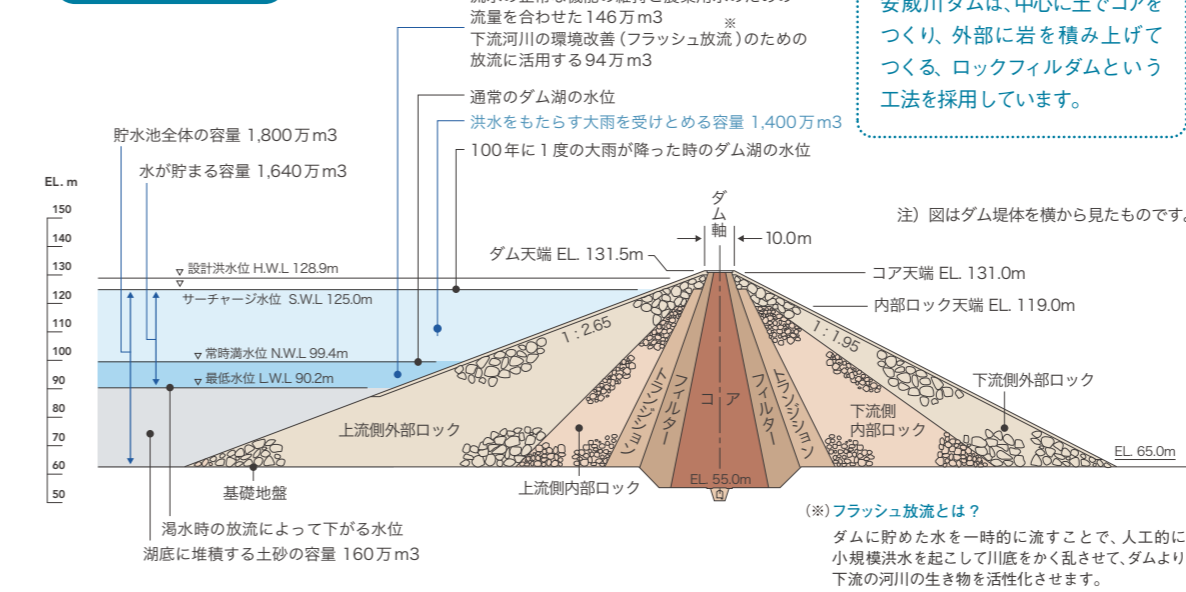 流量を合わせた146万m3
※
下流河川の環境改善(フラッシュ放流)のための
放流に活用する94万m3
通常のダム湖の水位
洪水をもたらす大雨を受けとめる容量 1,400万m3
100年に1度の大雨が降った時のダム湖の水位
安威川ダムは、中心に土でコアを
つくり、外部に岩を積み上げて
つくる、ロックフィルダムという
工法を採用しています。
貯水池全体の容量 1,800万m3
水が貯まる容量 1,640万m3
EL. m
150
140
130
120
110
100
90
80
70
60
50
注)図はダム堤体を横から見たものです。
ダム軸
10.0m
ダム天端 EL. 131.5m
コア天端 EL. 131.0m
内部ロック天端 EL. 119.0m
設計洪水位 H.W.L 128.9m
サーチャージ水位 S.W.L 125.0m
常時満水位 N.W.L 99.4m
最低水位 L.W.L 90.2m
1:2.65
1:1.95
上流側外部ロック
トランジション
フィルター
コア
フィルター
トランジション
下流側
内部ロック
下流側外部ロック
EL. 65.0m
EL. 55.0m
基礎地盤
上流側内部ロック
渇水時の放流によって下がる水位
湖底に堆積する土砂の容量 160万m3
(※)フラッシュ放流とは?
ダムに貯めた水を一時的に流すことで、人工的に
小規模洪水を起こして川底をかく乱させて、ダムより
下流の河川の生き物を活性化させます。